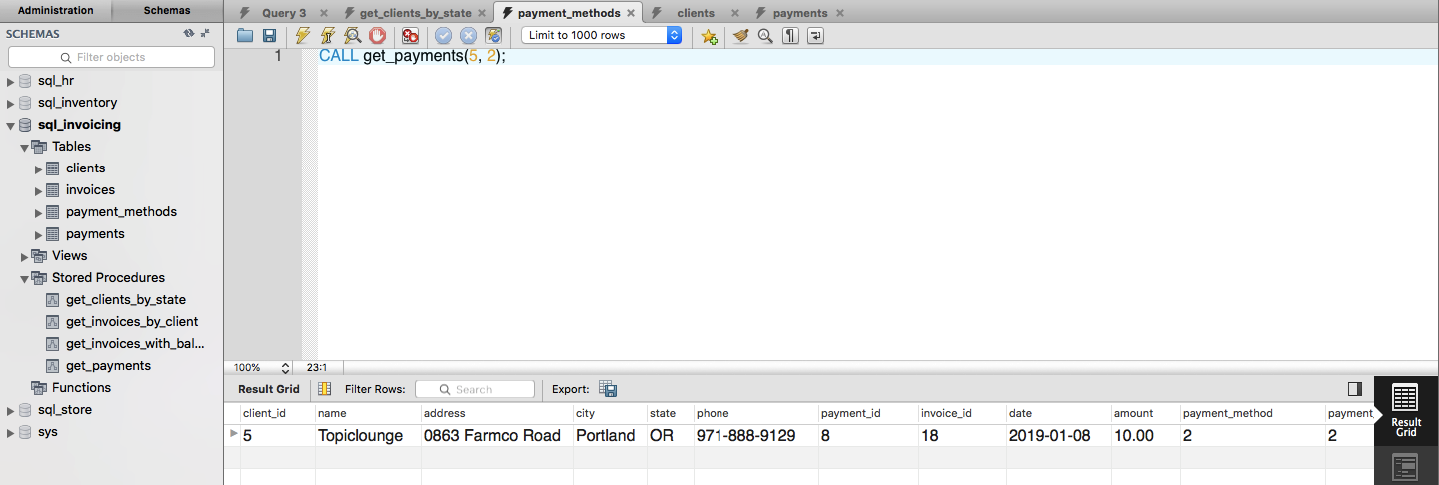 Administration Schemas
Query 3 get_clients_by_state payment_methods clients payments
SCHEMAS
Limit to 1000 rows
Filter objects
1 CALL get_payments(5, 2);
sql_hr
sql_inventory
sql_invoicing
Tables
clients
invoices
payment_methods
payments
Views
Stored Procedures
get_clients_by_state
get_invoices_by_client
get_invoices_with_bal...
get_payments
Functions
sql_store
sys
100% 23:1
Result Grid Filter Rows: Search Export:
client_id name address city state phone payment_id invoice_id date amount payment_method payment_
5 Topiclounge 0863 Farmco Road Portland OR 971-888-9129 8 18 2019-01-08 10.00 2 2
Result
Grid